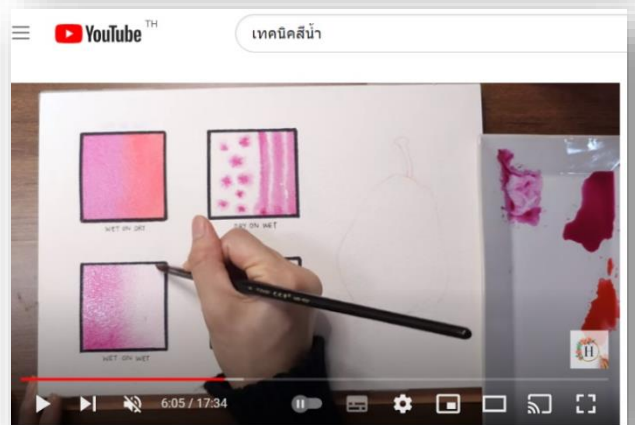 YouTube TH
เทคนิคสีน้ำ
WET ON DRY
DRY ON WET
WET ON WET
H
6:05 / 17:34